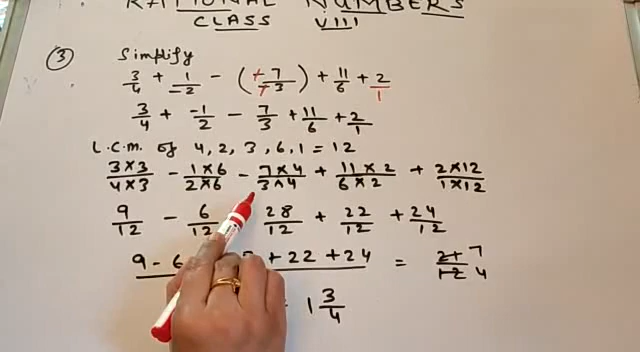 RATIONAL NUMBERS
CLASS VIII
③ Simplify
3/4 + 1/-2 - (+7/+3) + 11/6 + 2/1
3/4 + -1/2 - 7/3 + 11/6 + 2/1
L.C.M. of 4, 2, 3, 6, 1 = 12
3×3/4×3 - 1×6/2×6 - 7×4/3×4 + 11×2/6×2 + 2×12/1×12
9/12 - 6/12 28/12 + 22/12 + 24/12
9 - 6 + 22 + 24 = 21/12 7/4
= 1 3/4